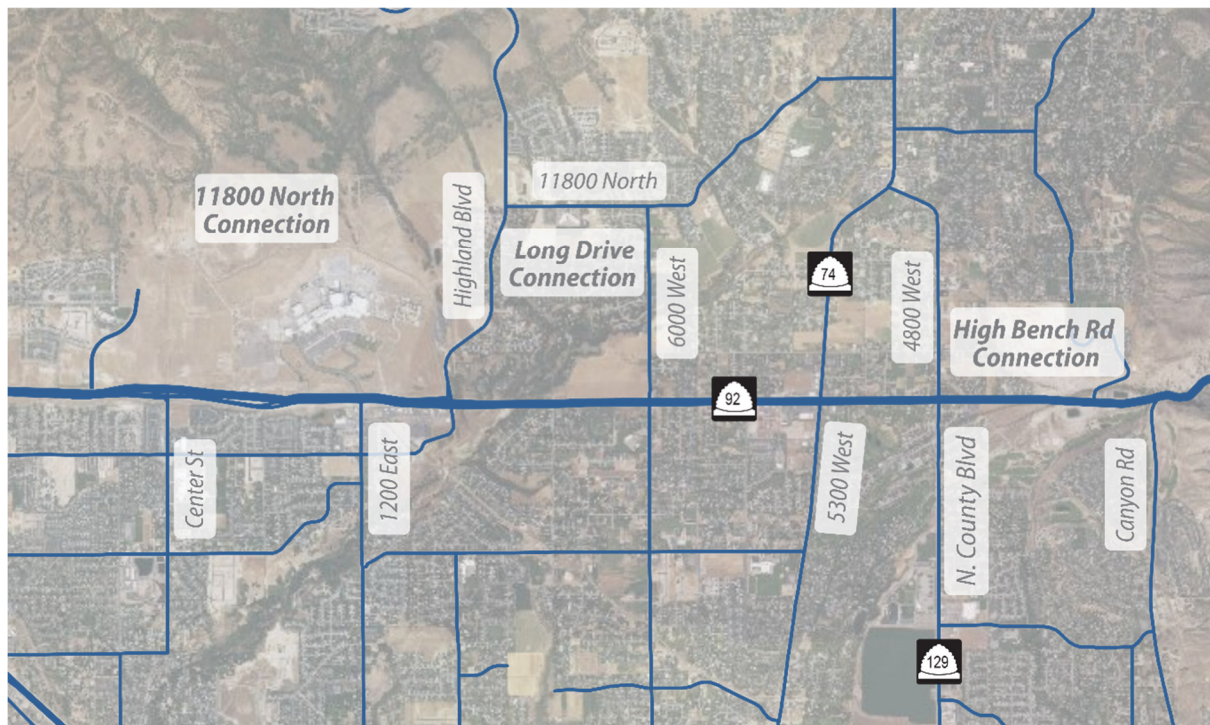 11800 North
11800 North
Connection
Highland Blvd
Long Drive
Connection
6000 West
74
4800 West
High Bench Rd
Connection
92
Center St
1200 East
5300 West
N. County Blvd
Canyon Rd
129